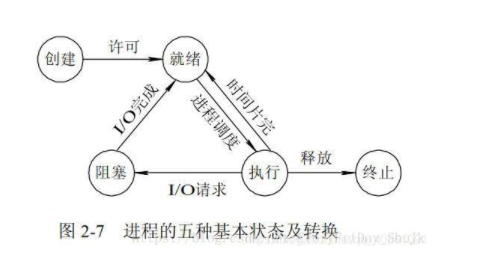 创建
许可
就绪
I/O完成
进程调度
时间片完
阻塞
I/O请求
执行
释放
终止
图 2-7 进程的五种基本状态及转换